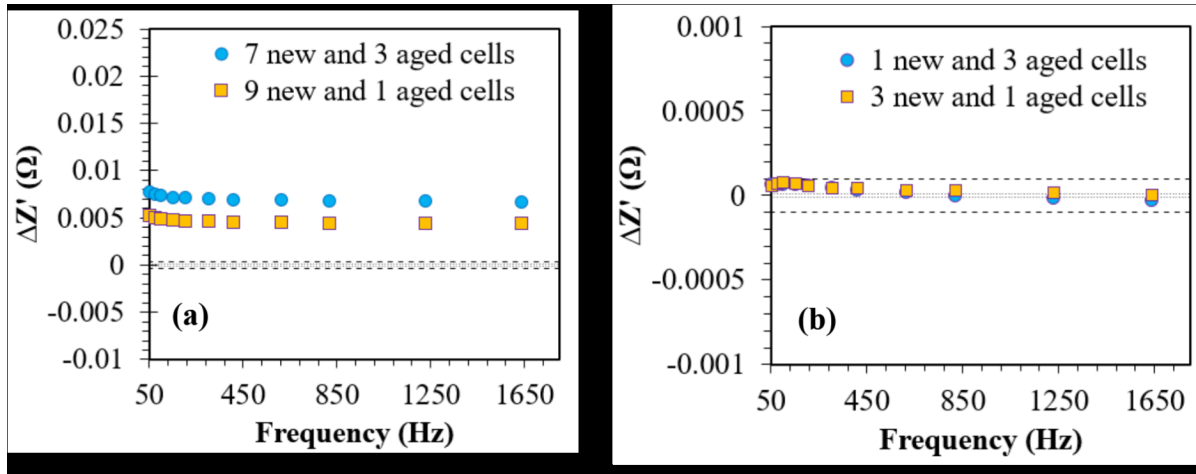 0.025
0.02
0.015
0.01
0.005
0
-0.005
-0.01
ΔZ' (Ω)
7 new and 3 aged cells
9 new and 1 aged cells
(a)
50 450 850 1250 1650
Frequency (Hz)
0.001
0.0005
0
-0.0005
-0.001
ΔZ' (Ω)
1 new and 3 aged cells
3 new and 1 aged cells
(b)
50 450 850 1250 1650
Frequency (Hz)